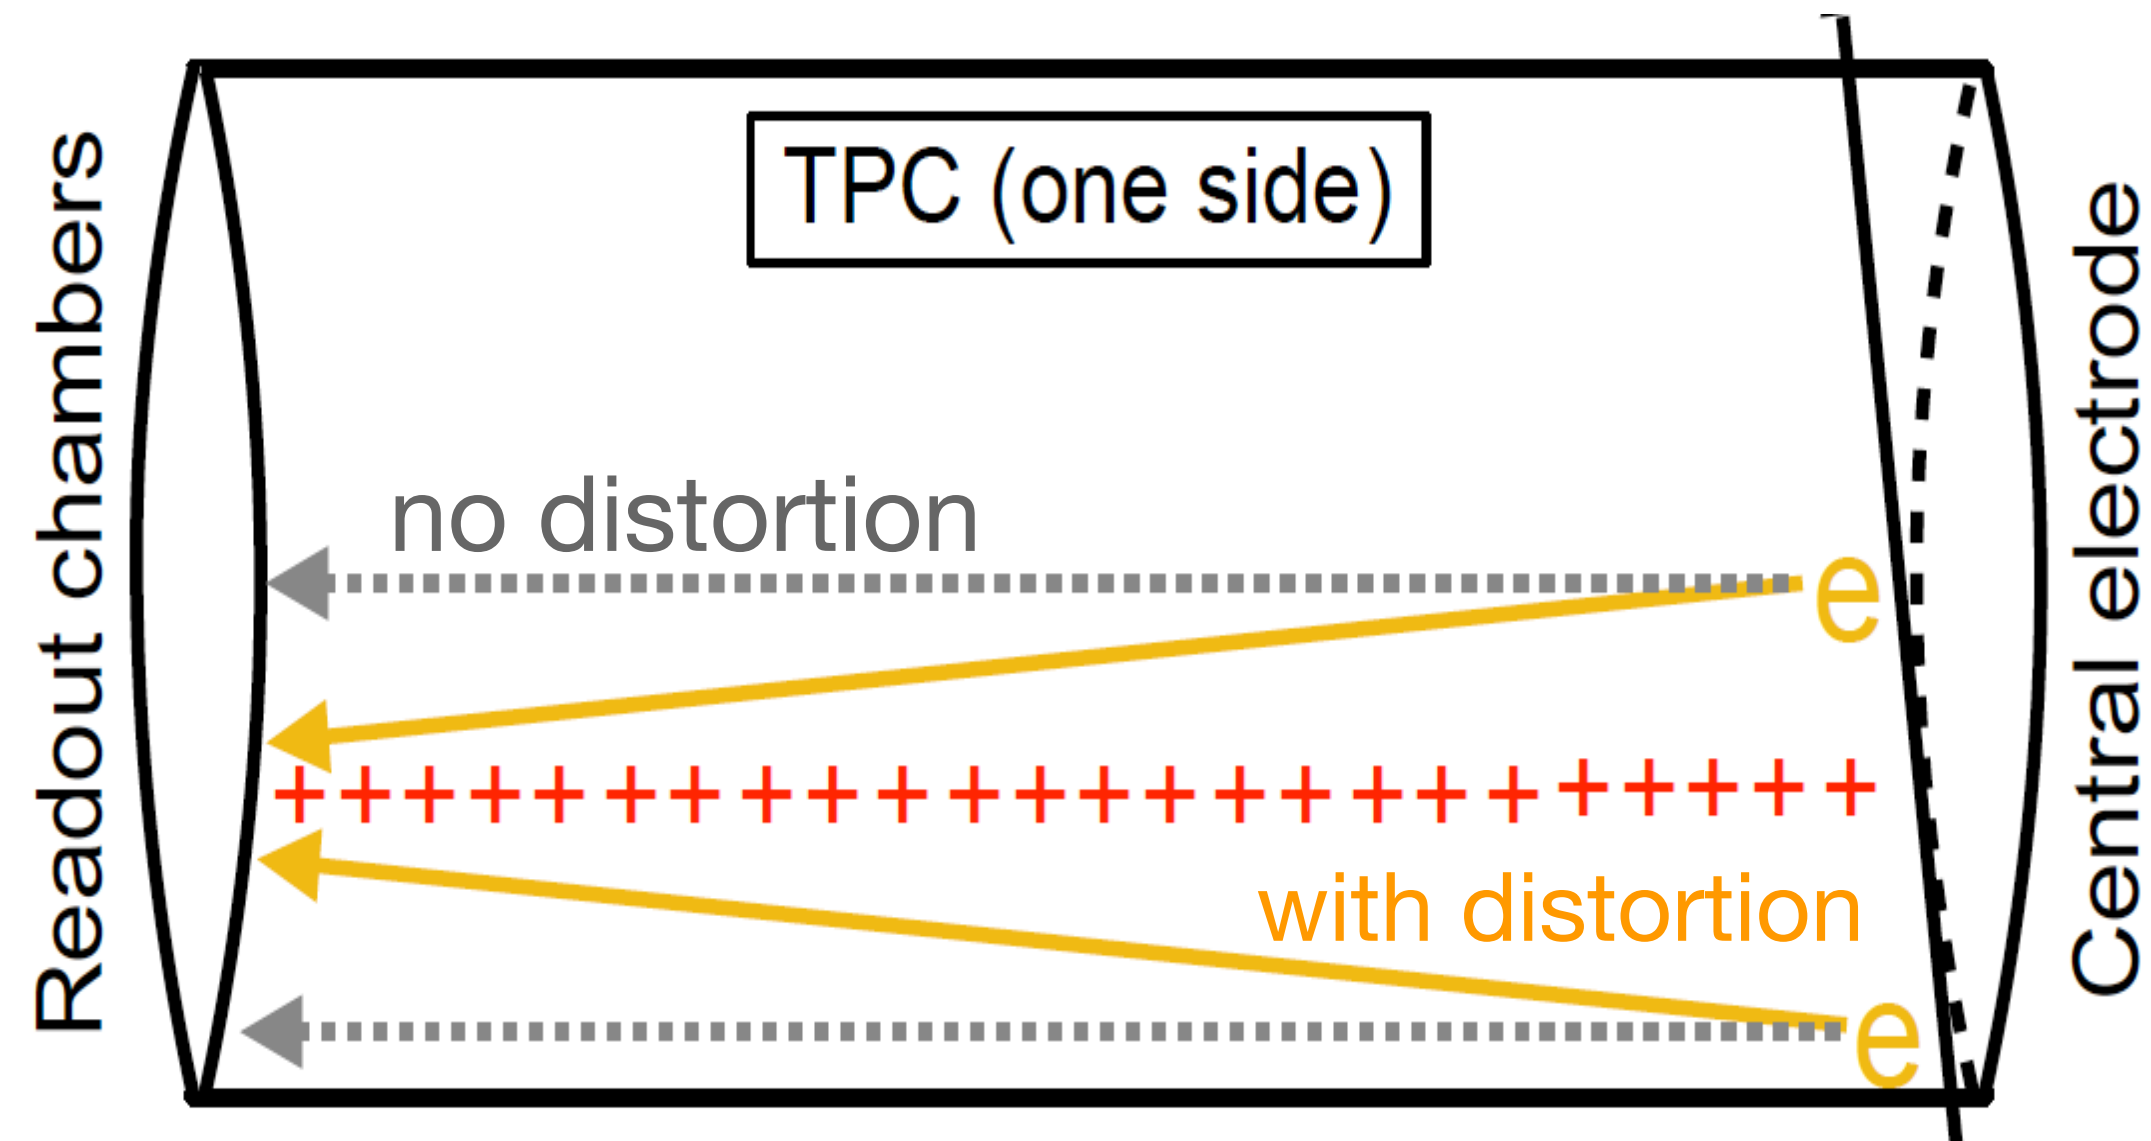 TPC (one side)
Readout chambers
Central electrode
no distortion
e
+ + + + + + + + + + + + + + + + + + + + + + + +
with distortion
e